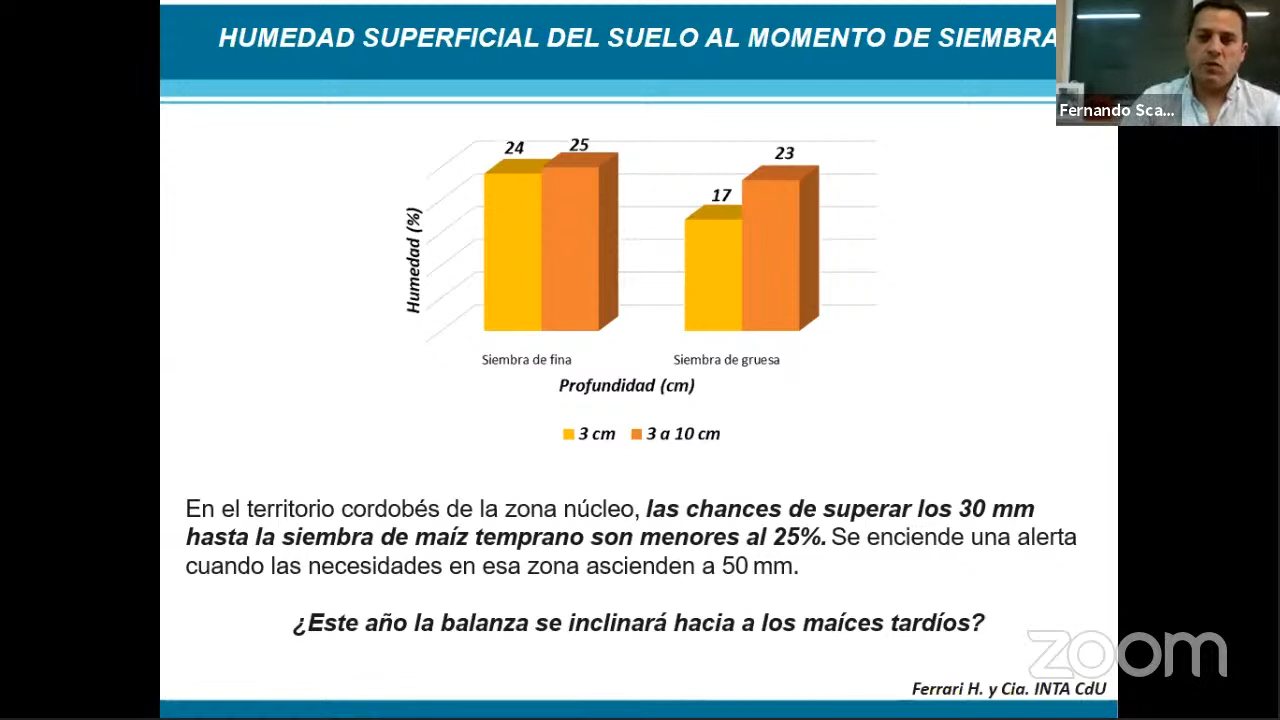 HUMEDAD SUPERFICIAL DEL SUELO AL MOMENTO DE SIEMBRA
Fernando Sca...
24
25
17
23
Humedad (%)
Siembra de fina
Siembra de gruesa
Profundidad (cm)
3 cm
3 a 10 cm
En el territorio cordobés de la zona núcleo, las chances de superar los 30 mm
hasta la siembra de maíz temprano son menores al 25%. Se enciende una alerta
cuando las necesidades en esa zona ascienden a 50 mm.
¿Este año la balanza se inclinará hacia a los maíces tardíos?
zoom
Ferrari H. y Cia. INTA CdU